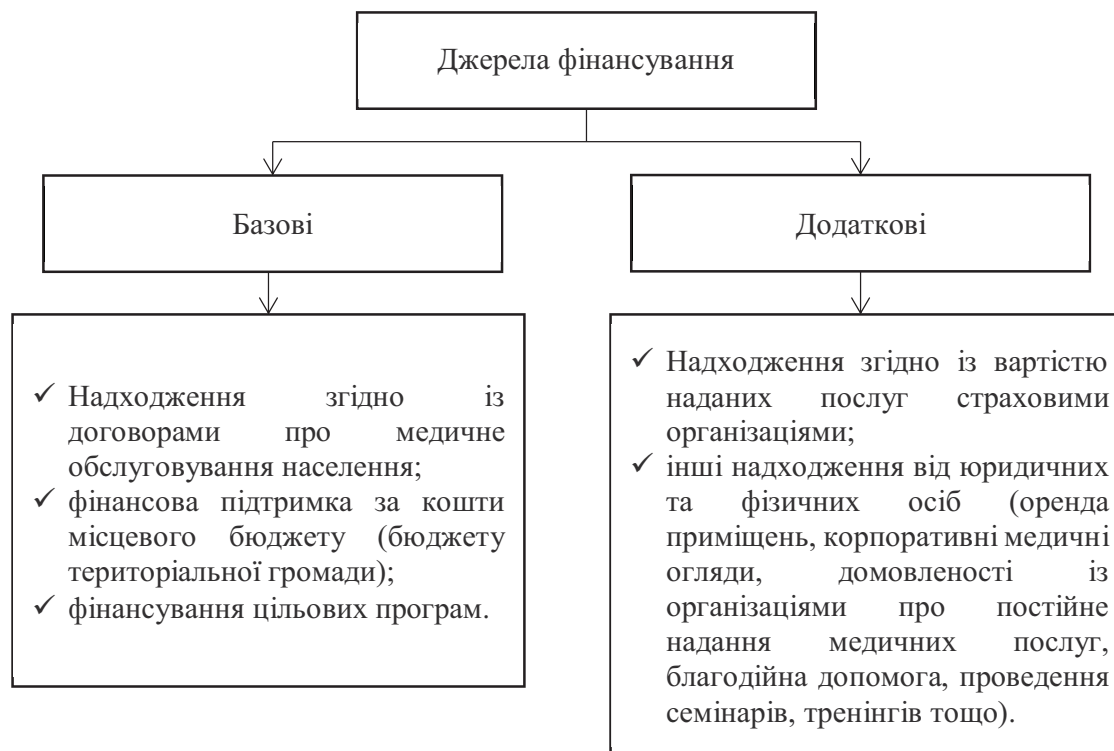 Джерела фінансування
Базові
Додаткові
✓ Надходження згідно із
договорами про медичне
обслуговування населення;
✓ фінансова підтримка за кошти
місцевого бюджету (бюджету
територіальної громади);
✓ фінансування цільових програм.
✓ Надходження згідно із вартістю
наданих послуг страховими
організаціями;
✓ інші надходження від юридичних
та фізичних осіб (оренда
приміщень, корпоративні медичні
огляди, домовленості із
організаціями про постійне
надання медичних послуг,
благодійна допомога, проведення
семінарів, тренінгів тощо).